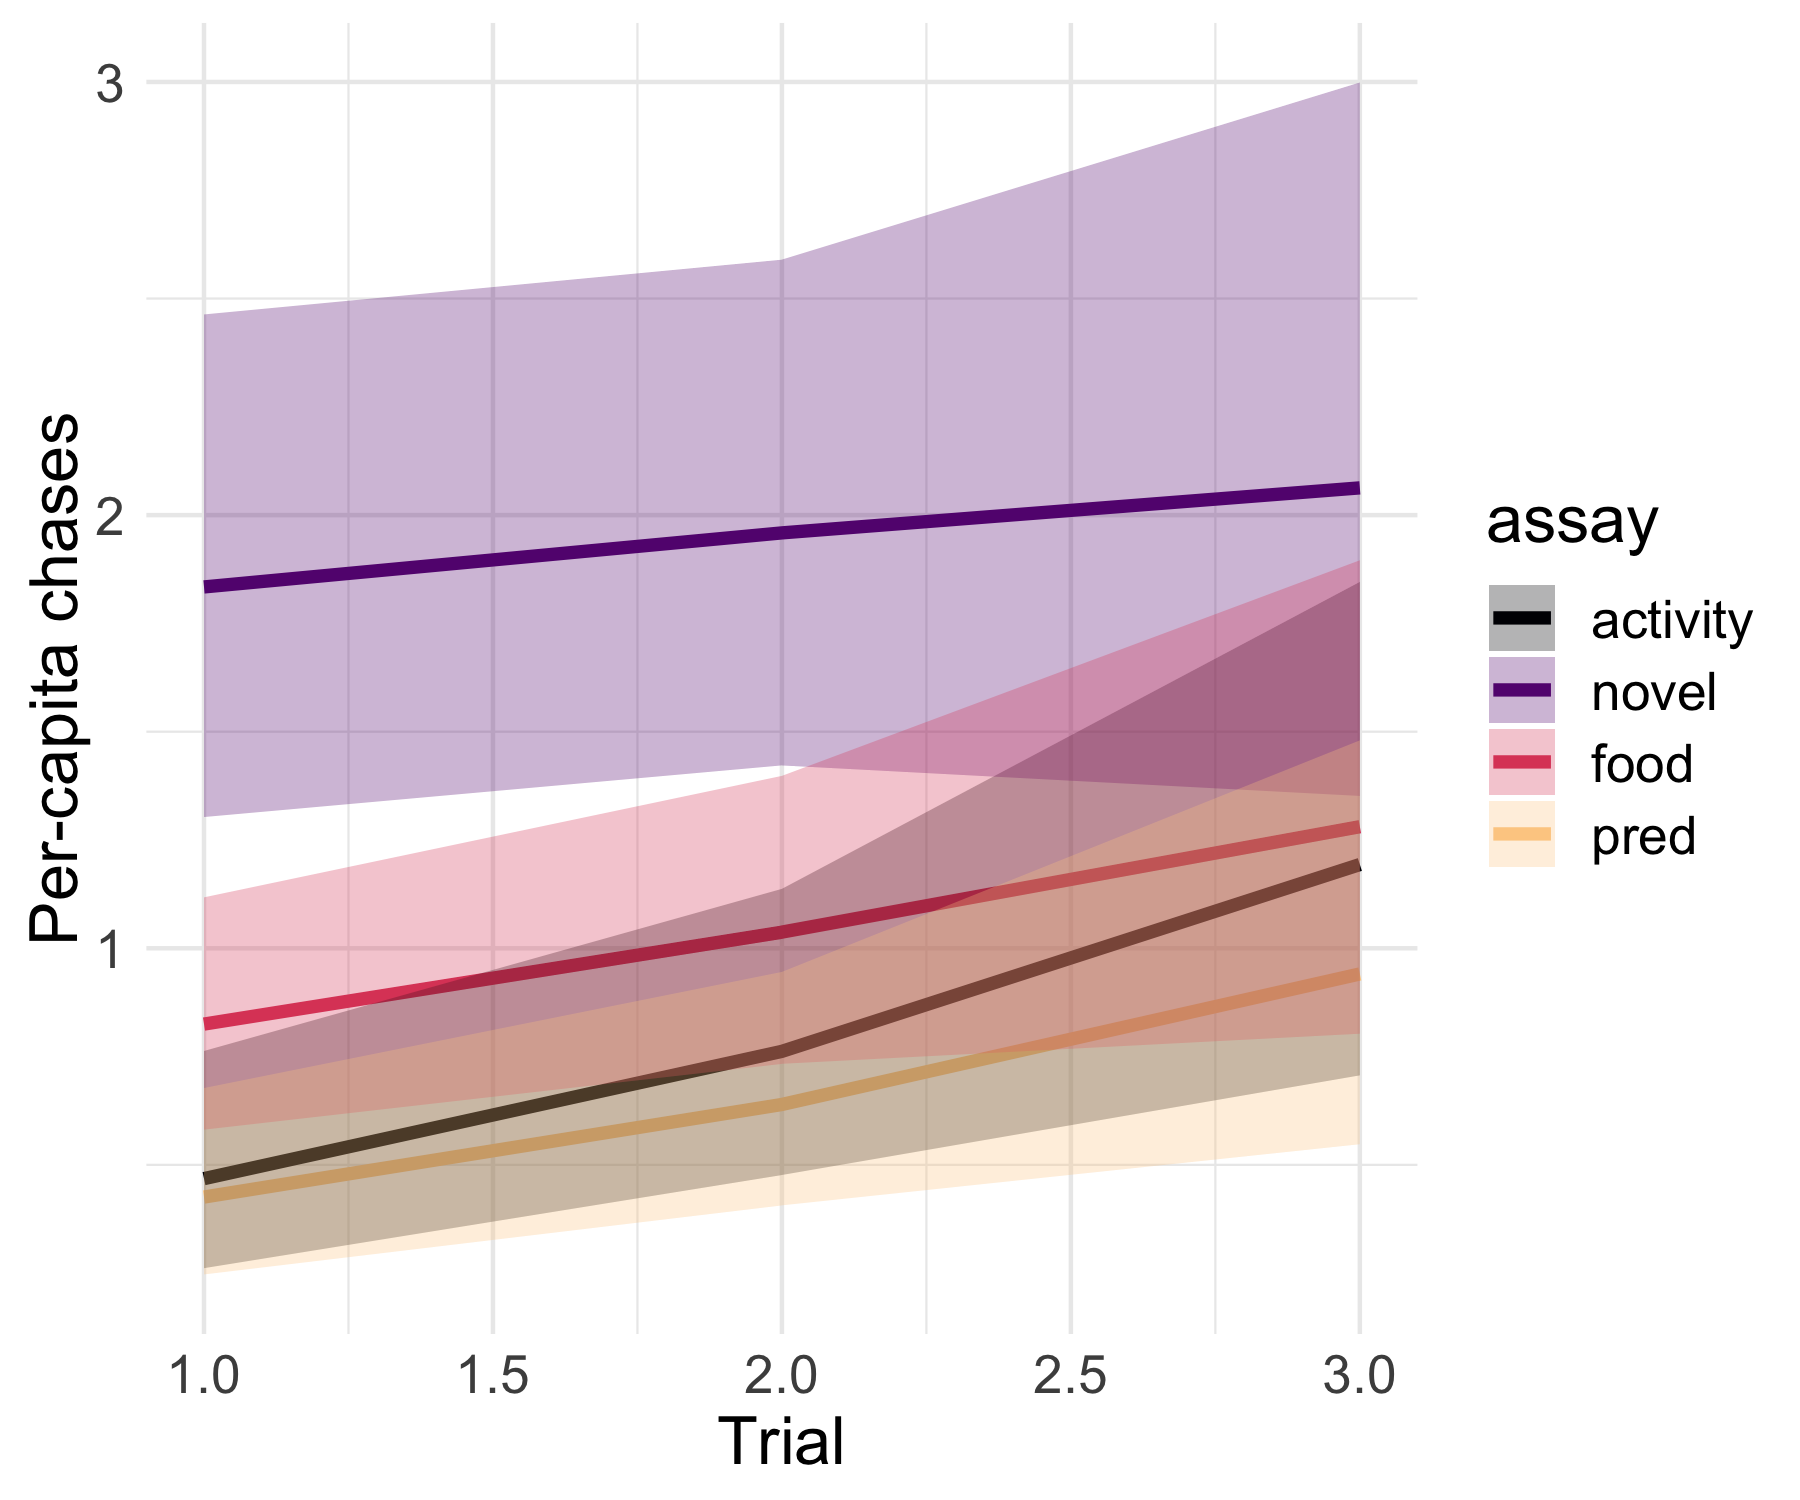 3
2
1
Per-capita chases
1.0 1.5 2.0 2.5 3.0
Trial
assay
activity
novel
food
pred